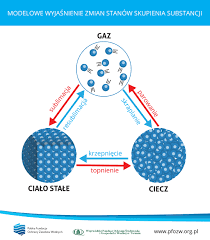 MODELOWE WYJAŚNIENIE ZMIAN STANÓW SKUPIENIA SUBSTANCJI
GAZ
sublimacja
resublimacja
skraplanie
parowanie
krzepnięcie
topnienie
CIAŁO STAŁE
CIECZ
www.pfozw.org.pl